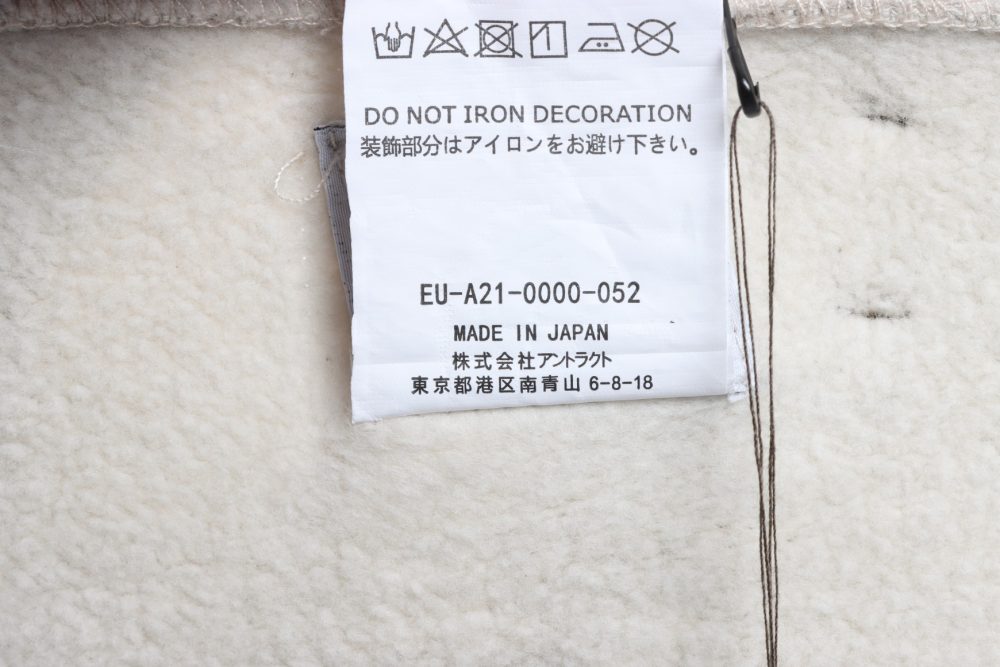 DO NOT IRON DECORATION
装飾部分はアイロンをお避け下さい。
EU-A21-0000-052
MADE IN JAPAN
株式会社アントラクト
東京都港区南青山 6-8-18